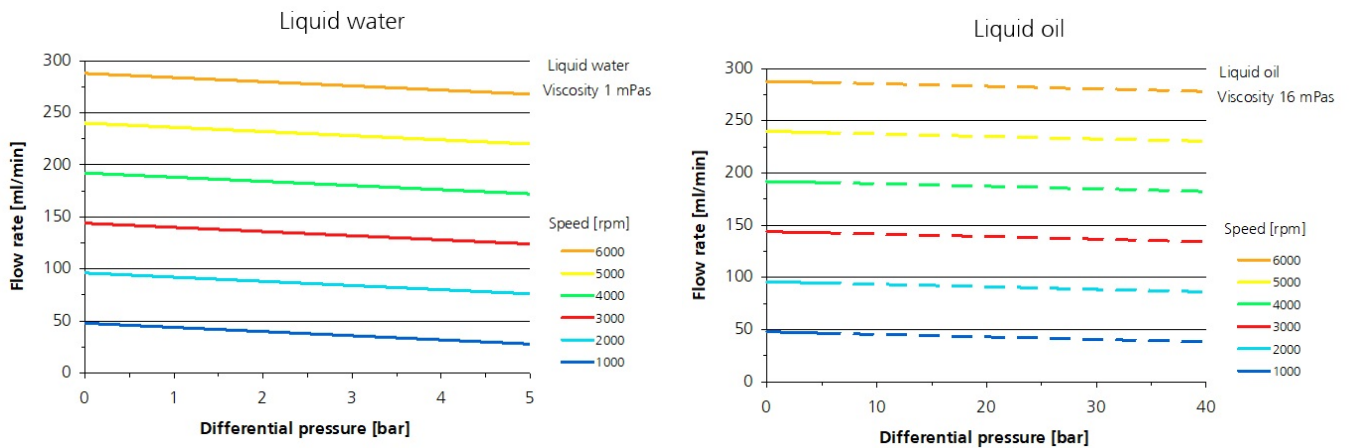 Liquid water
Flow rate [ml/min]
300
250
200
150
100
50
0
0 1 2 3 4 5
Differential pressure [bar]
Liquid water
Viscosity 1 mPas
Speed [rpm]
6000
5000
4000
3000
2000
1000
Liquid oil
Flow rate [ml/min]
300
250
200
150
100
50
0
0 10 20 30 40
Differential pressure [bar]
Liquid oil
Viscosity 16 mPas
Speed [rpm]
6000
5000
4000
3000
2000
1000